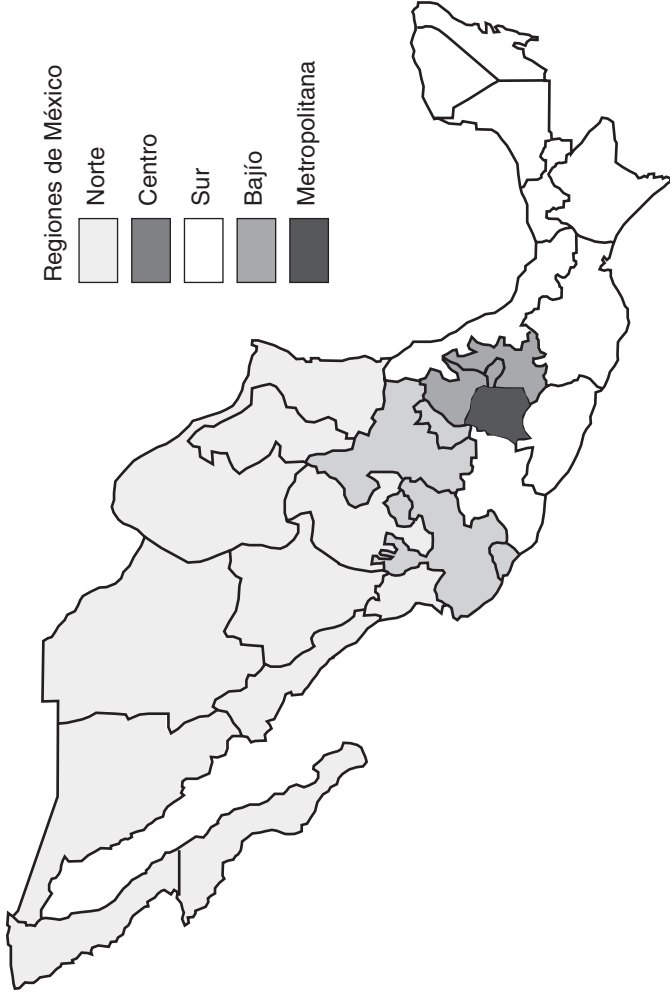 Regiones de México
Norte
Centro
Sur
Bajío
Metropolitana